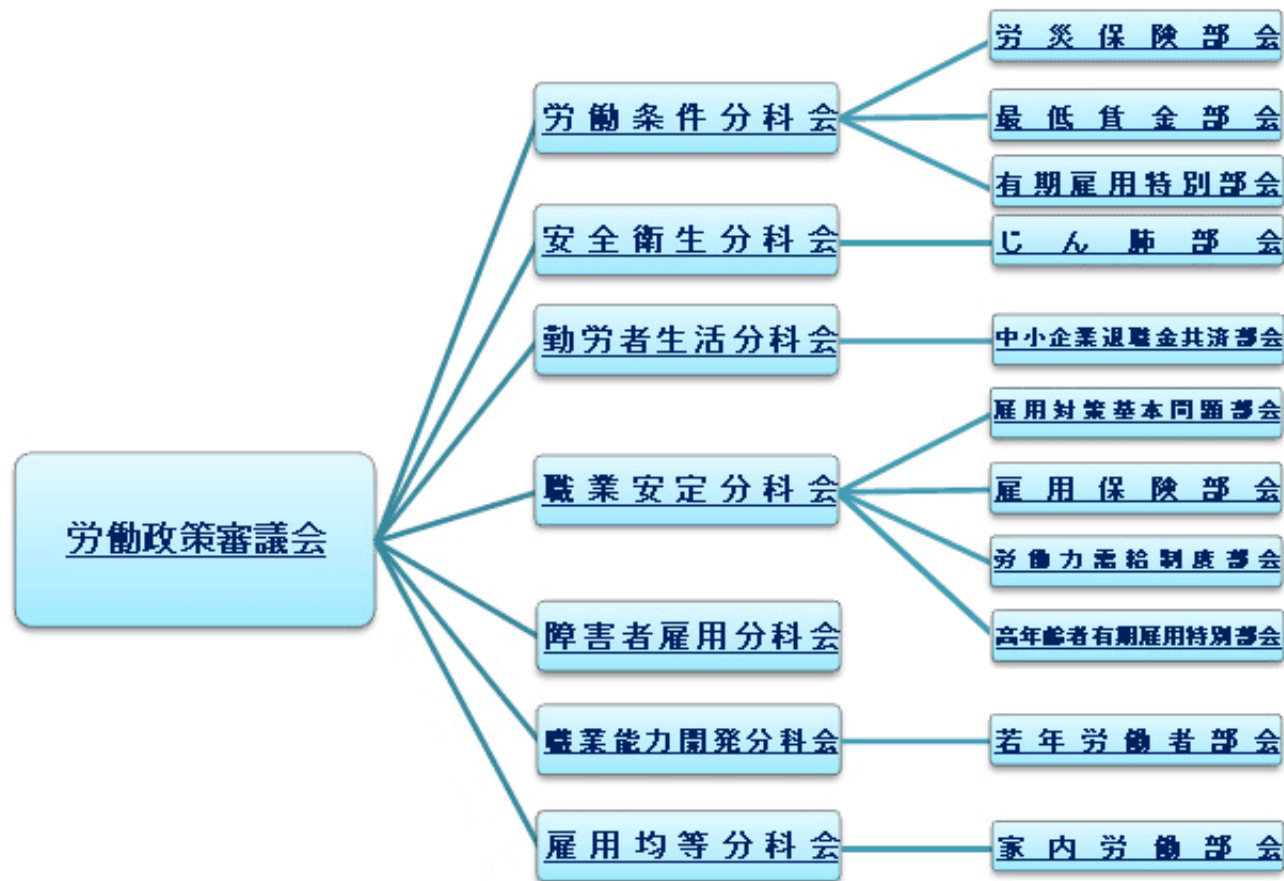 労働政策審議会
労働条件分科会
労災保険部会
最低賃金部会
有期雇用特別部会
安全衛生分科会
じん肺部会
勤労者生活分科会
中小企業退職金共済部会
職業安定分科会
雇用対策基本問題部会
雇用保険部会
労働力需給制度部会
高年齢者有期雇用特別部会
障害者雇用分科会
職業能力開発分科会
若年労働者部会
雇用均等分科会
家内労働部会